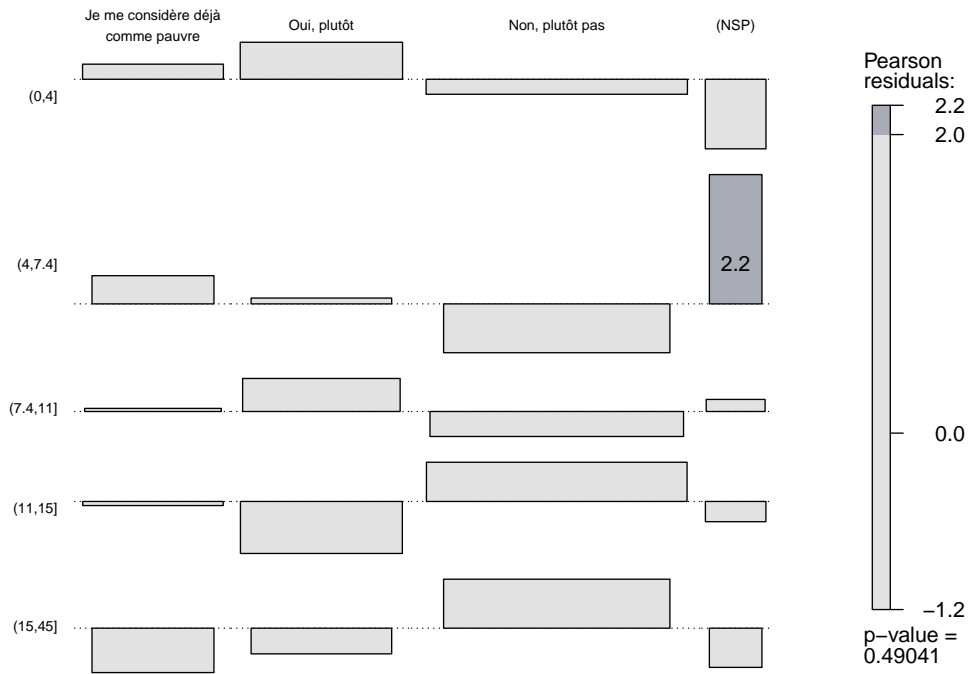 Je me considère déjà
comme pauvre
Oui, plutôt
Non, plutôt pas
(NSP)
(0,4]
(4,7.4]
2.2
(7.4,11]
(11,15]
(15,45]
Pearson
residuals:
2.2
2.0
0.0
−1.2
p−value =
0.49041